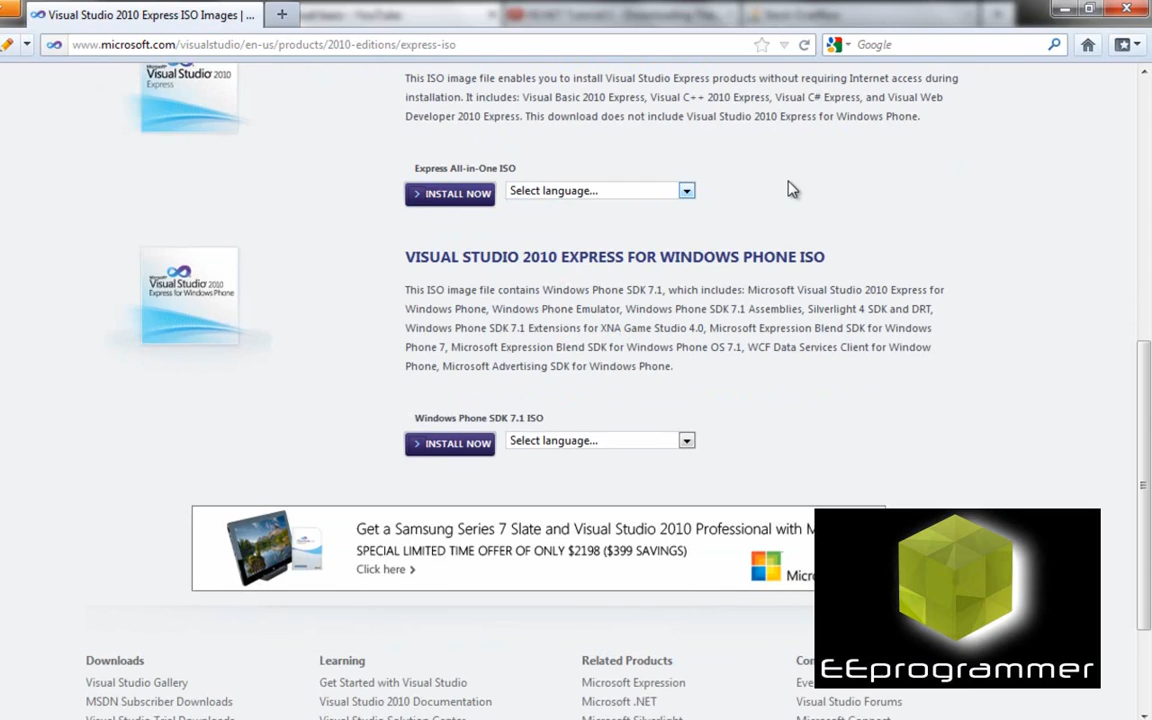 Visual Studio 2010 Express ISO Images | ...
www.microsoft.com/visualstudio/en-us/products/2010-editions/express-iso
Google
Visual Studio 2010
Express
This ISO image file enables you to install Visual Studio Express products without requiring Internet access during
installation. It includes: Visual Basic 2010 Express, Visual C++ 2010 Express, Visual C# Express, and Visual Web
Developer 2010 Express. This download does not include Visual Studio 2010 Express for Windows Phone.
Express All-in-One ISO
INSTALL NOW
Select language...
VISUAL STUDIO 2010 EXPRESS FOR WINDOWS PHONE ISO
Microsoft
Visual Studio 2010
Express for Windows Phone
This ISO image file contains Windows Phone SDK 7.1, which includes: Microsoft Visual Studio 2010 Express for
Windows Phone, Windows Phone Emulator, Windows Phone SDK 7.1 Assemblies, Silverlight 4 SDK and DRT,
Windows Phone SDK 7.1 Extensions for XNA Game Studio 4.0, Microsoft Expression Blend SDK for Windows
Phone 7, Microsoft Expression Blend SDK for Windows Phone OS 7.1, WCF Data Services Client for Window
Phone, Microsoft Advertising SDK for Windows Phone.
Windows Phone SDK 7.1 ISO
INSTALL NOW
Select language...
Get a Samsung Series 7 Slate and Visual Studio 2010 Professional with M
SPECIAL LIMITED TIME OFFER OF ONLY $2198 ($399 SAVINGS)
Click here >
Micr
EEprogrammer
Downloads
Visual Studio Gallery
MSDN Subscriber Downloads
Visual Studio Trial Downloads
Learning
Get Started with Visual Studio
Visual Studio 2010 Documentation
Visual Studio Solution Center
Related Products
Microsoft Expression
Microsoft .NET
Microsoft Silverlight
Com
Eve
Visual Studio Forums
Microsoft Connect